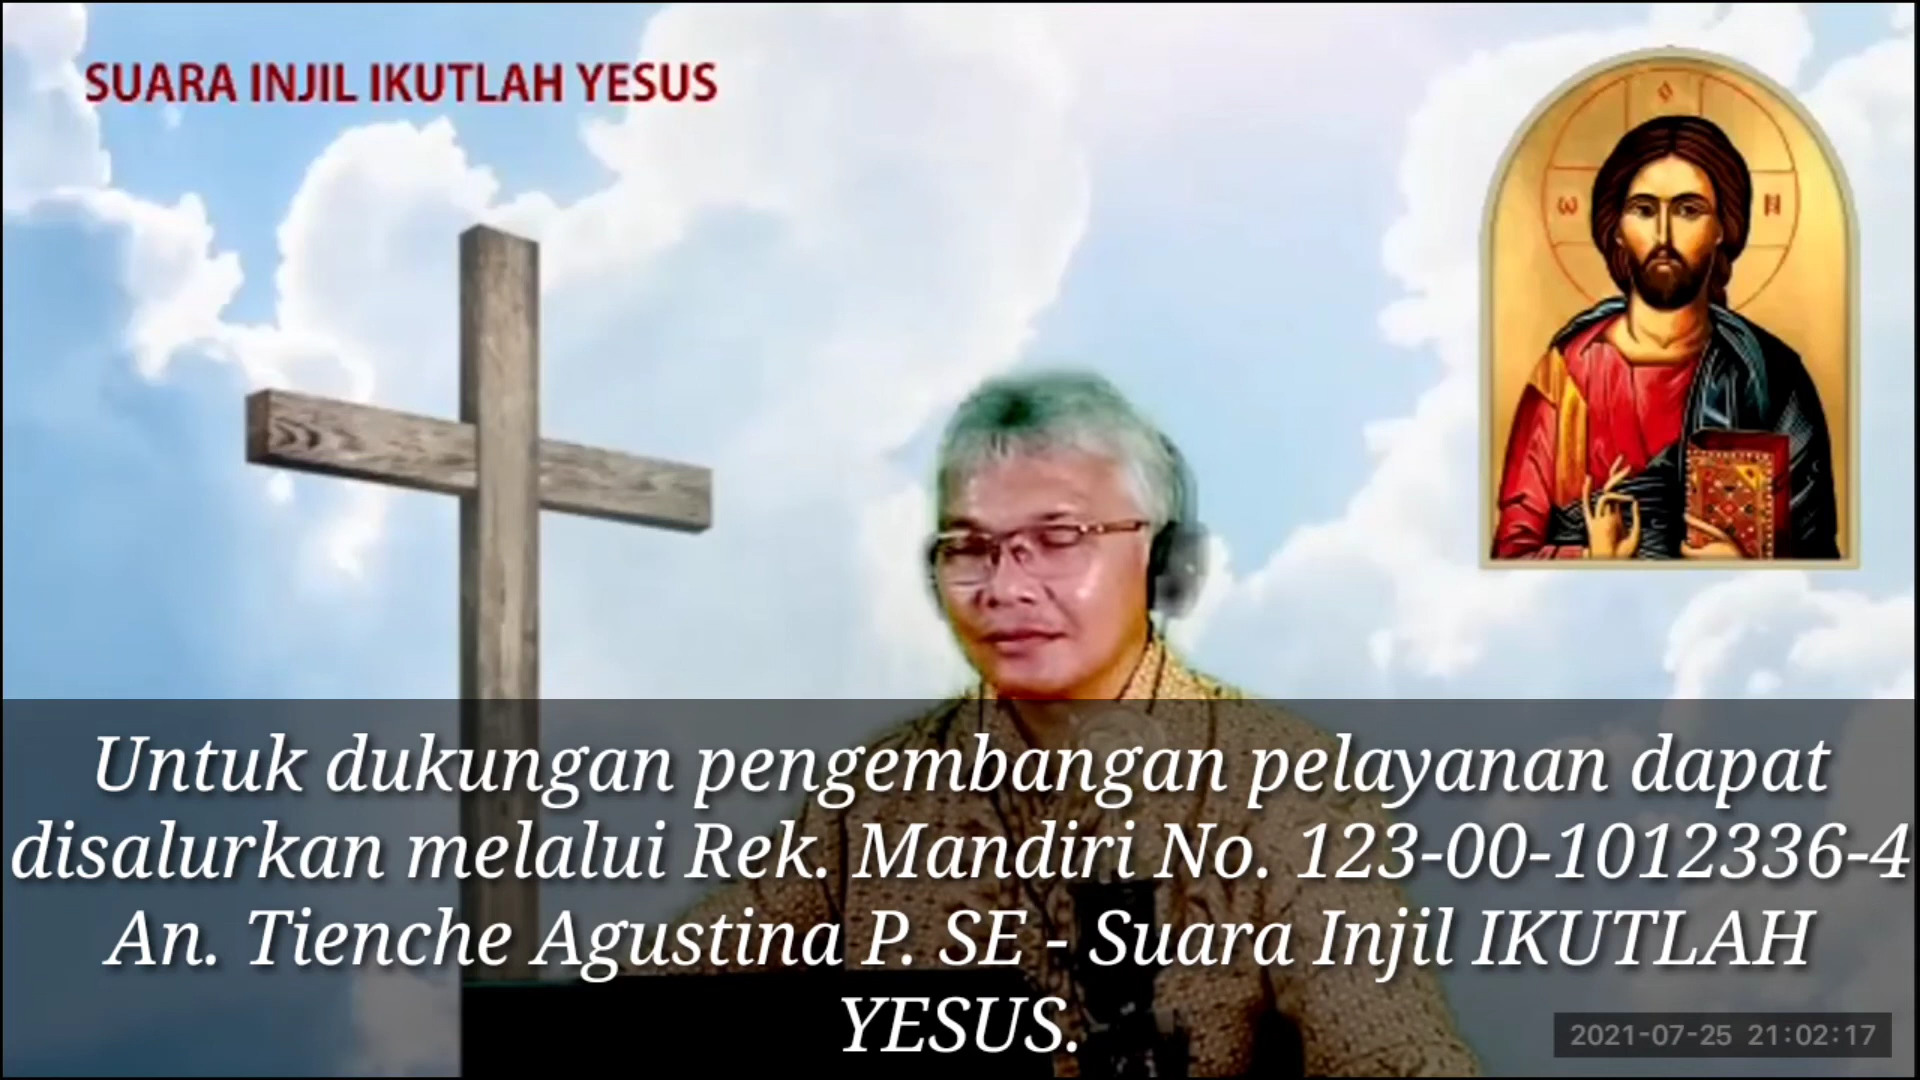 SUARA INJIL IKUTLAH YESUS
ω Ν
Untuk dukungan pengembangan pelayanan dapat
disalurkan melalui Rek. Mandiri No. 123-00-1012336-4
An. Tienche Agustina P. SE - Suara Injil IKUTLAH
YESUS.
2021-07-25 21:02:17